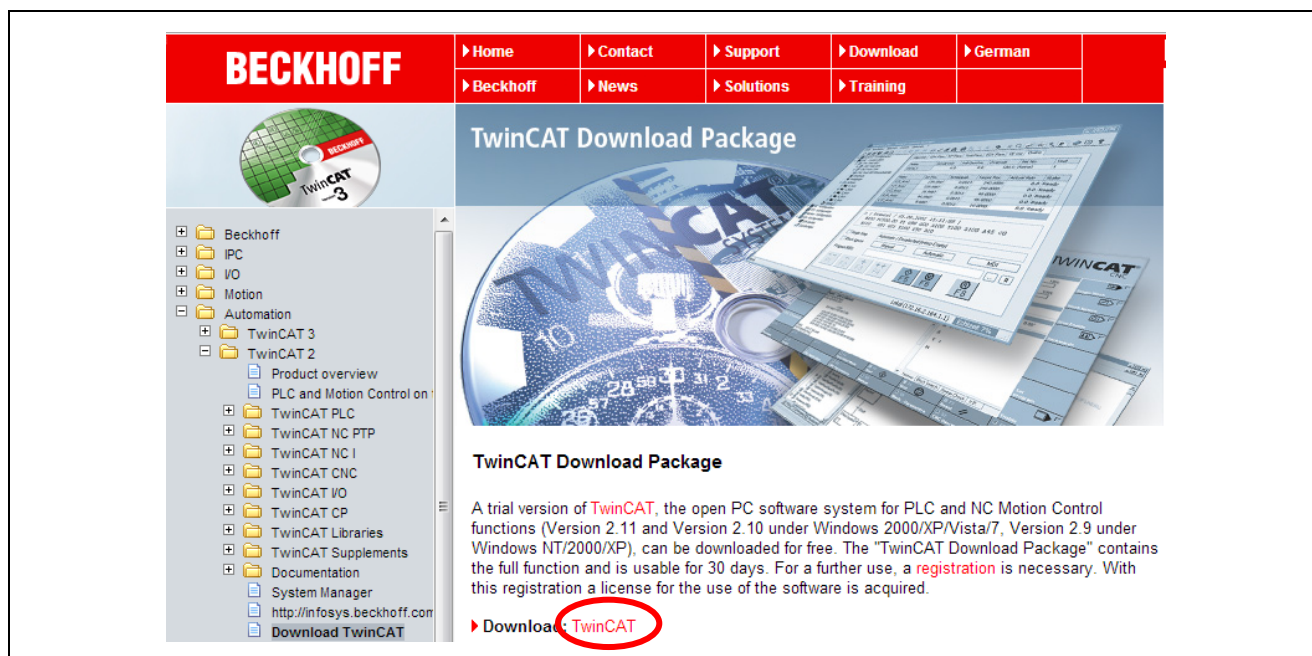 BECKHOFF
Home
Contact
Support
Download
German
Beckhoff
News
Solutions
Training
BECKHOFF
TwinCAT
3
TwinCAT Download Package
TWINCAT
SYSTEM
TWINCAT
CNC
Beckhoff
IPC
I/O
Motion
Automation
TwinCAT 3
TwinCAT 2
Product overview
PLC and Motion Control on
TwinCAT PLC
TwinCAT NC PTP
TwinCAT NC I
TwinCAT CNC
TwinCAT I/O
TwinCAT CP
TwinCAT Libraries
TwinCAT Supplements
Documentation
System Manager
http://infosys.beckhoff.com
Download TwinCAT
TwinCAT Download Package
A trial version of TwinCAT, the open PC software system for PLC and NC Motion Control
functions (Version 2.11 and Version 2.10 under Windows 2000/XP/Vista/7, Version 2.9 under
Windows NT/2000/XP), can be downloaded for free. The "TwinCAT Download Package" contains
the full function and is usable for 30 days. For a further use, a registration is necessary. With
this registration a license for the use of the software is acquired.
Download: TwinCAT